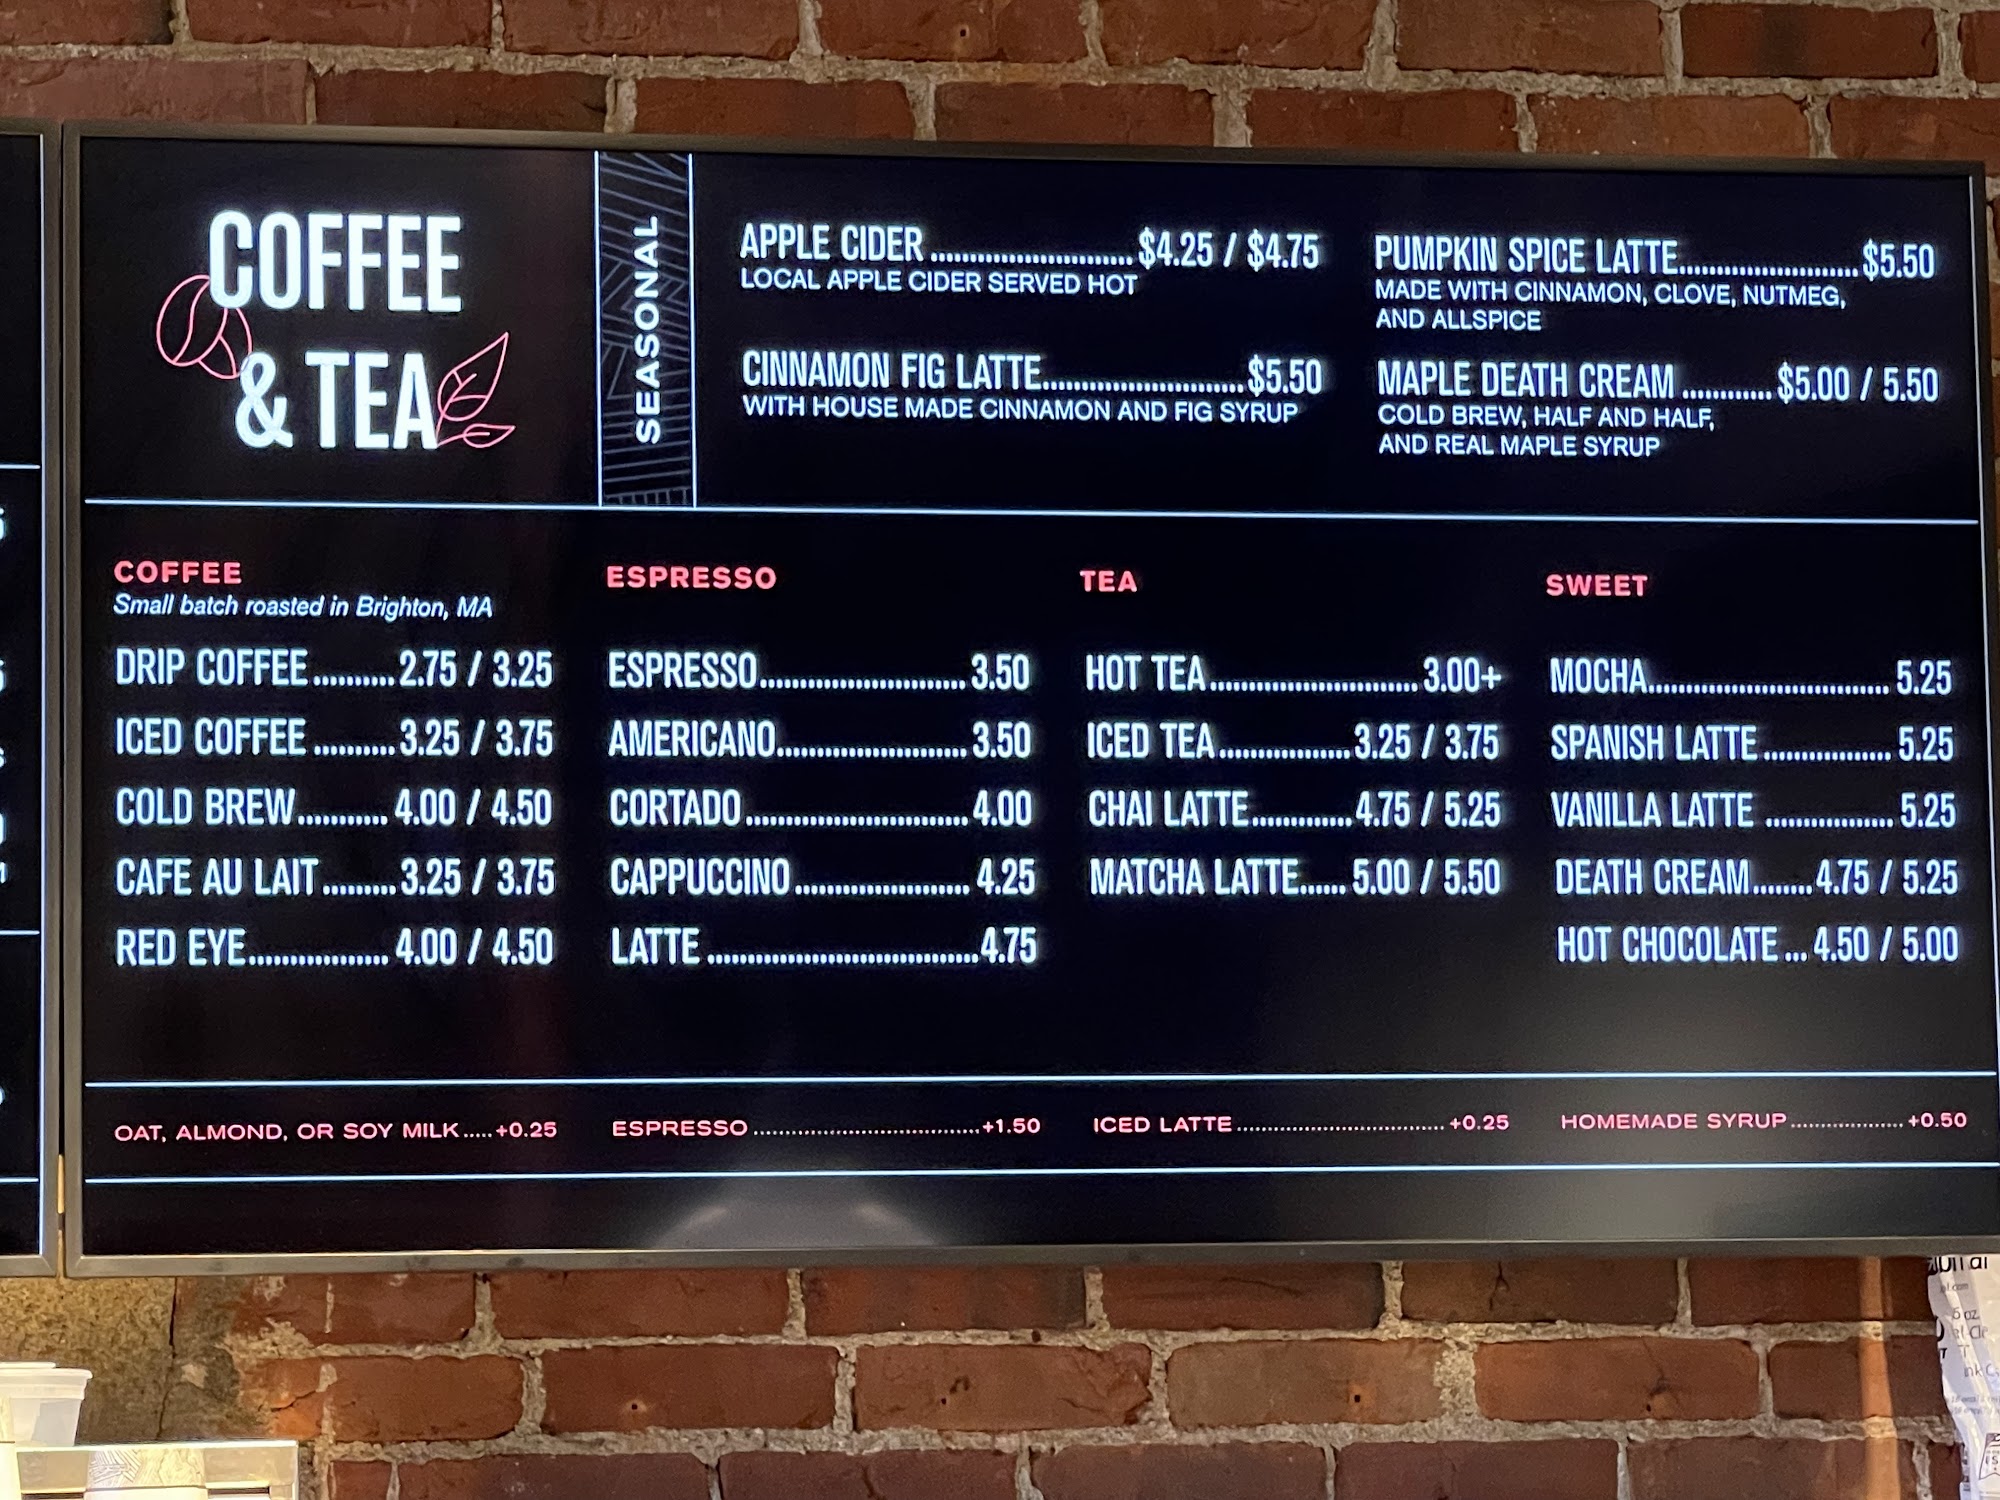 COFFEE
& TEA
SEASONAL
APPLE CIDER..........................$4.25 / $4.75
LOCAL APPLE CIDER SERVED HOT
CINNAMON FIG LATTE..........................$5.50
WITH HOUSE MADE CINNAMON AND FIG SYRUP
PUMPKIN SPICE LATTE.......................$5.50
MADE WITH CINNAMON, CLOVE, NUTMEG,
AND ALLSPICE
MAPLE DEATH CREAM............$5.00 / 5.50
COLD BREW, HALF AND HALF,
AND REAL MAPLE SYRUP
COFFEE
Small batch roasted in Brighton, MA
DRIP COFFEE..........2.75 / 3.25
ICED COFFEE..........3.25 / 3.75
COLD BREW...........4.00 / 4.50
CAFE AU LAIT.........3.25 / 3.75
RED EYE.................4.00 / 4.50
ESPRESSO
ESPRESSO..........................3.50
AMERICANO........................3.50
CORTADO............................4.00
CAPPUCCINO......................4.25
LATTE..................................4.75
TEA
HOT TEA..........................3.00+
ICED TEA................3.25 / 3.75
CHAI LATTE............4.75 / 5.25
MATCHA LATTE......5.00 / 5.50
SWEET
MOCHA..............................5.25
SPANISH LATTE................5.25
VANILLA LATTE................5.25
DEATH CREAM.......4.75 / 5.25
HOT CHOCOLATE...4.50 / 5.00
OAT, ALMOND, OR SOY MILK.....+0.25
ESPRESSO.....................................+1.50
ICED LATTE..................................+0.25
HOMEMADE SYRUP..................+0.50